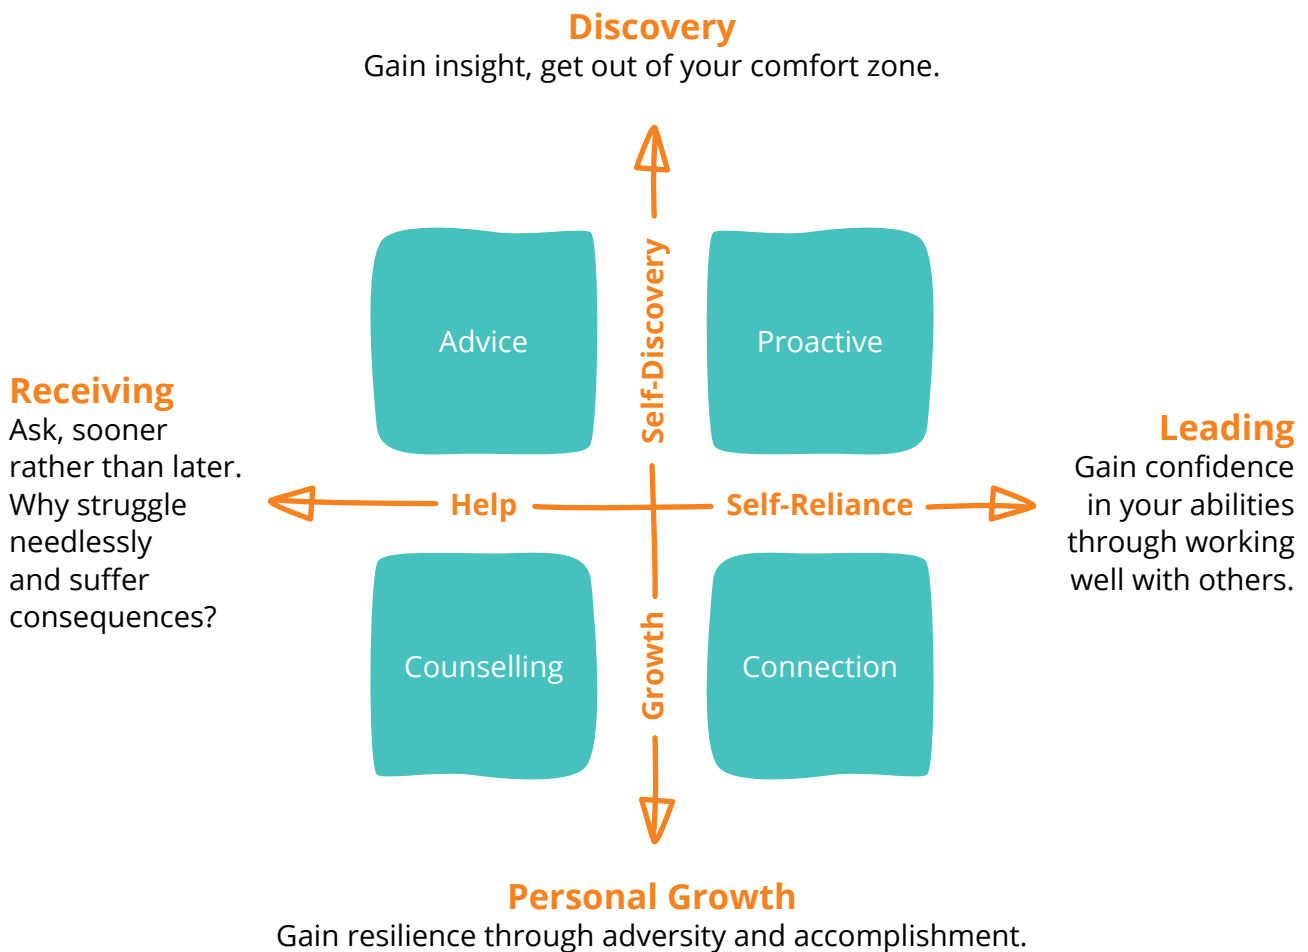 Discovery
Gain insight, get out of your comfort zone.
Self-Discovery
Advice
Proactive
Receiving
Ask, sooner
rather than later.
Why struggle
needlessly
and suffer
consequences?
Help
Self-Reliance
Leading
Gain confidence
in your abilities
through working
well with others.
Growth
Counselling
Connection
Personal Growth
Gain resilience through adversity and accomplishment.